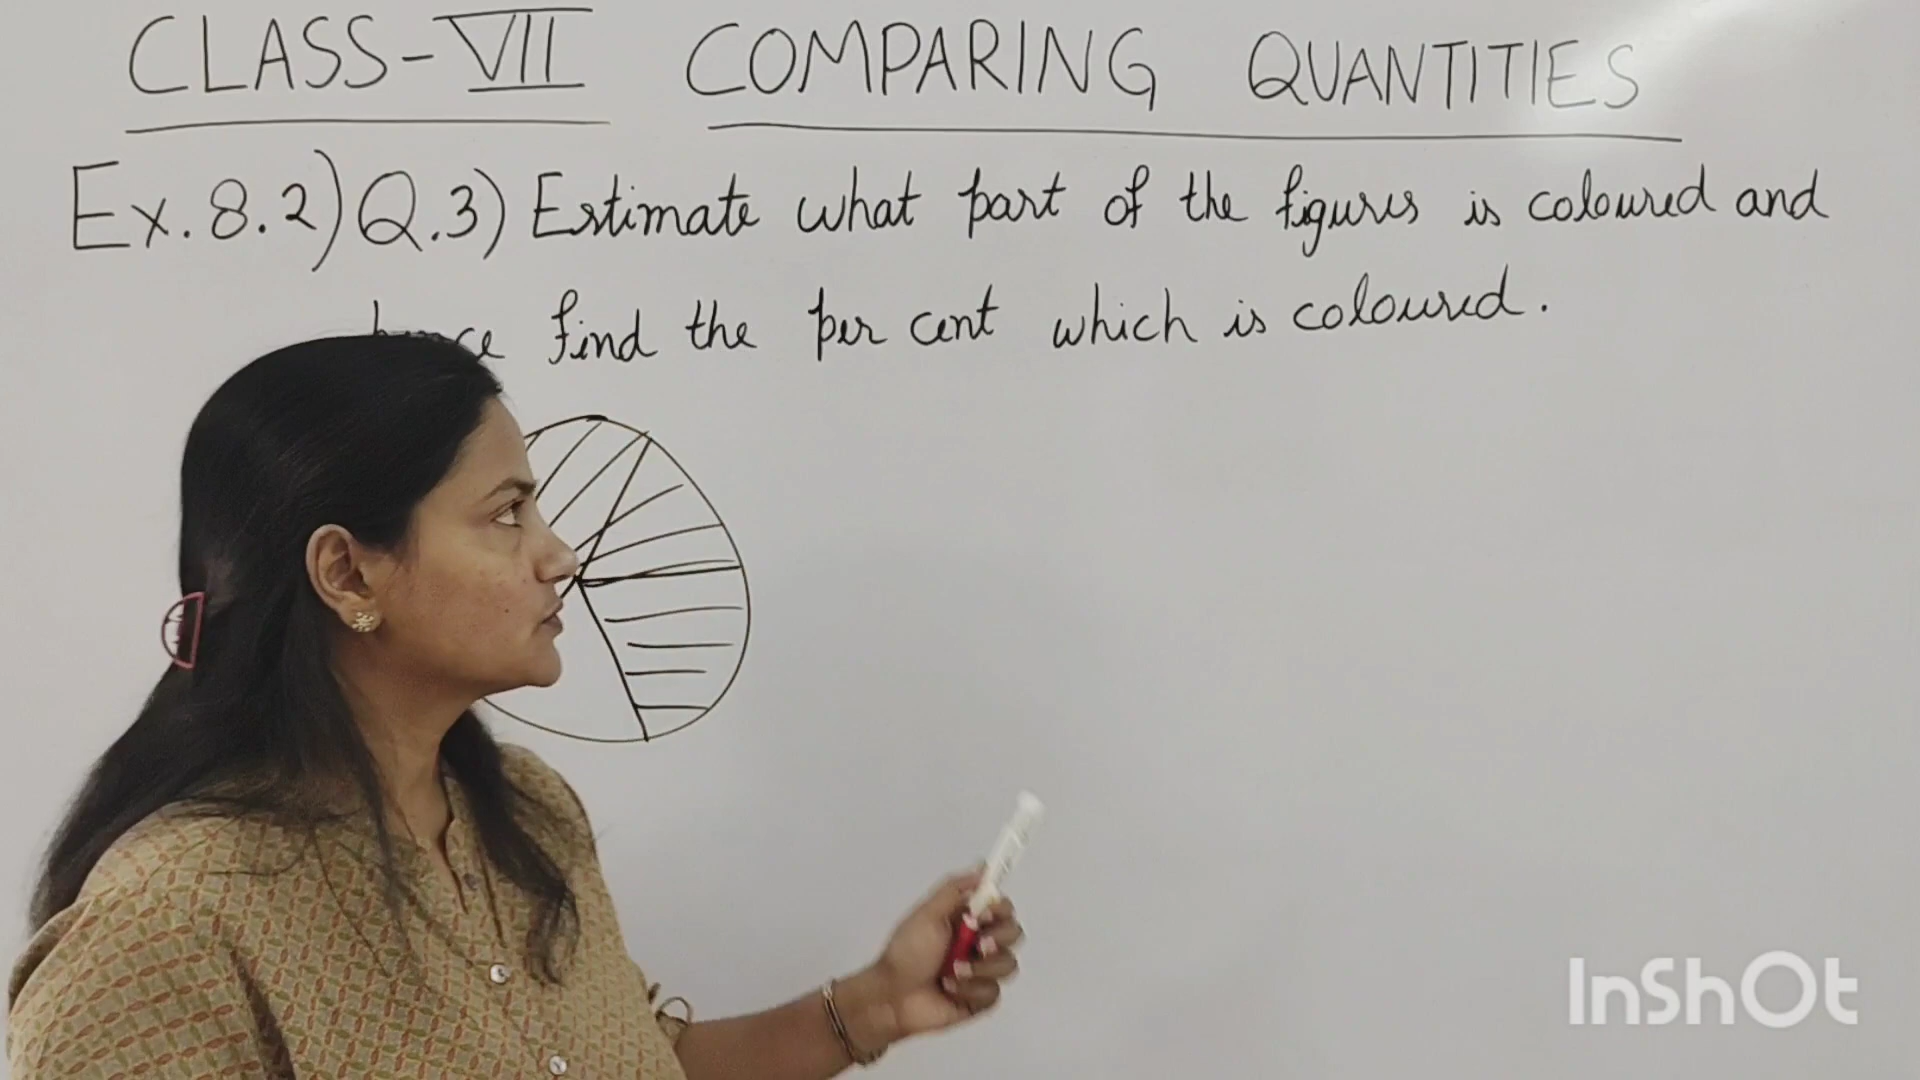 CLASS-VII COMPARING QUANTITIES
Ex. 8.2) Q.3) Estimate what part of the figures is coloured and
hence find the per cent which is coloured.
InShOt